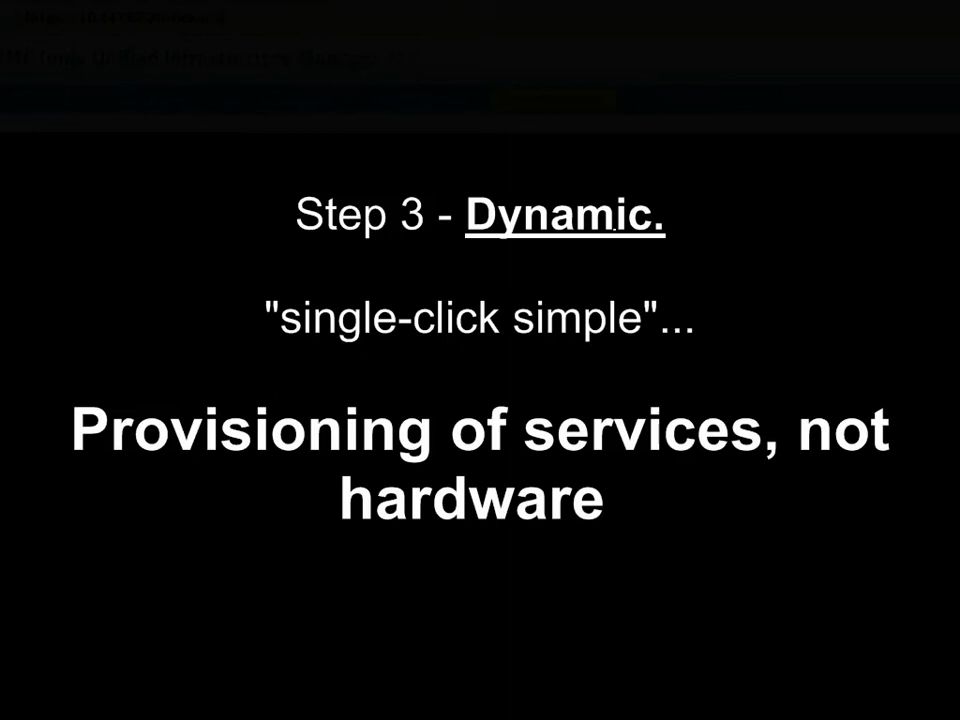 Step 3 - Dynamic.
"single-click simple"...
Provisioning of services, not
hardware